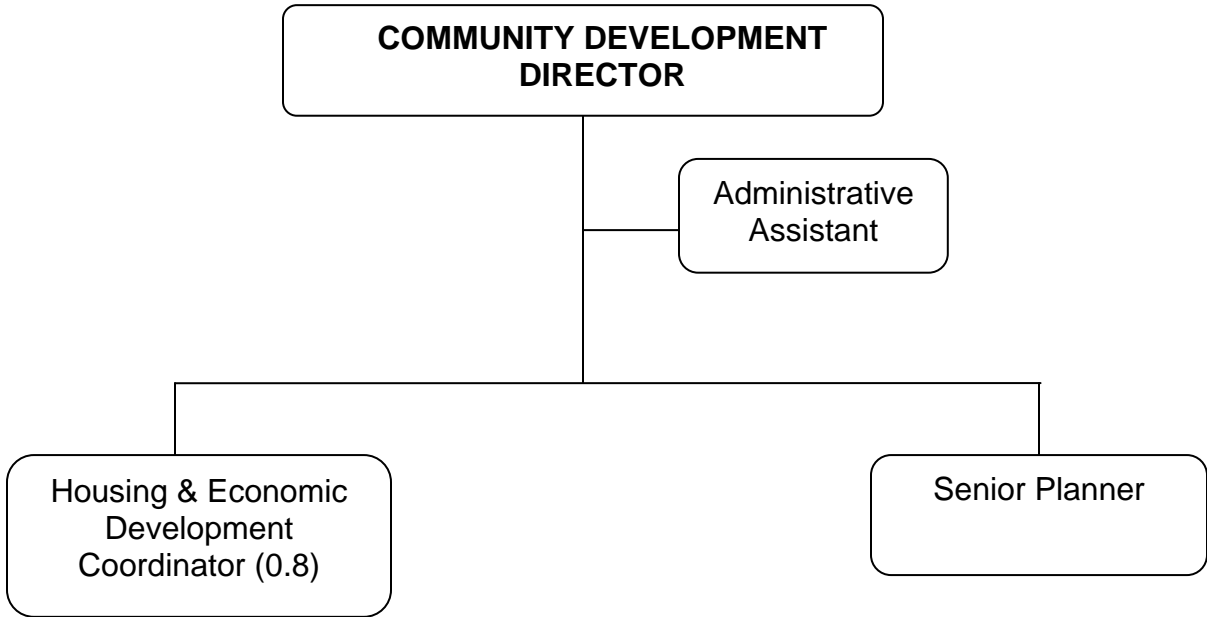 COMMUNITY DEVELOPMENT
DIRECTOR
Administrative
Assistant
Housing & Economic
Development
Coordinator (0.8)
Senior Planner